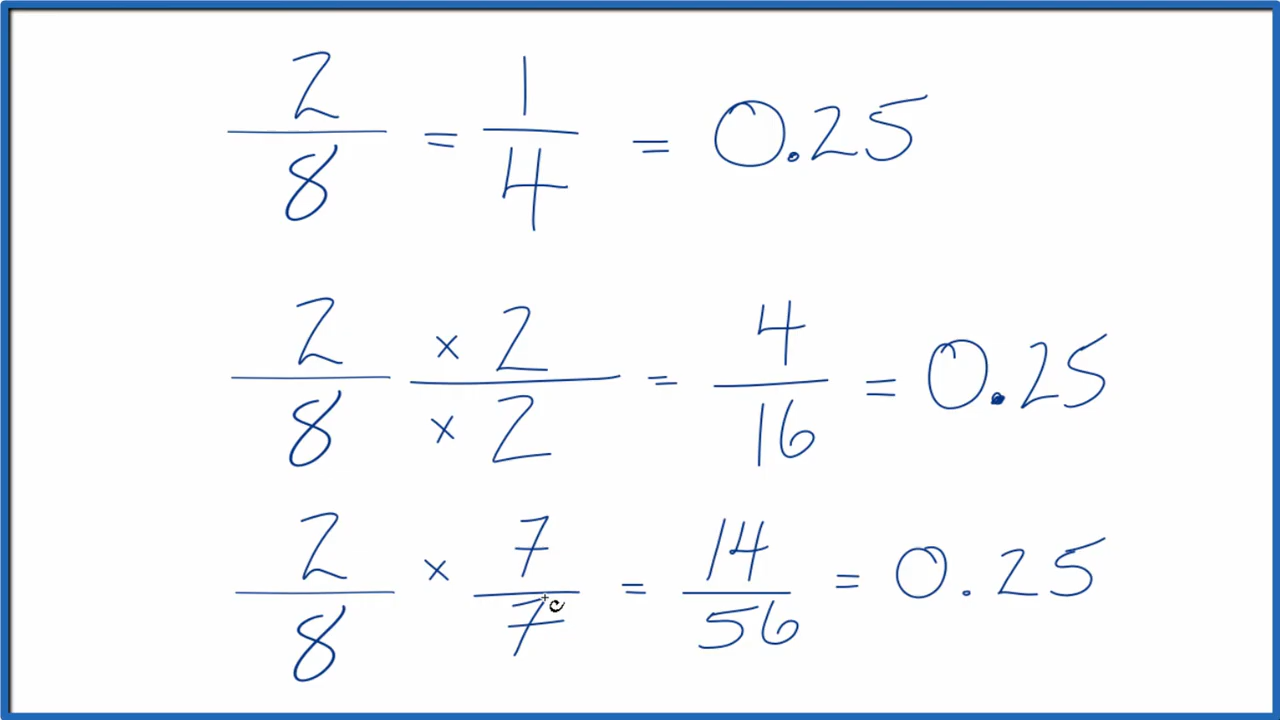 2/8 = 1/4 = 0.25
2/8 × 2/× 2 = 4/16 = 0.25
2/8 × 7/7 = 14/56 = 0.25